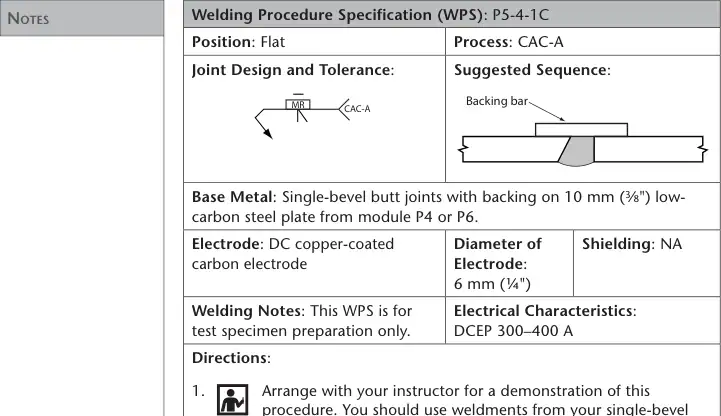 NOTES
Welding Procedure Specification (WPS): P5-4-1C
Position: Flat
Process: CAC-A
Joint Design and Tolerance:
Suggested Sequence:
MR
CAC-A
Backing bar
Base Metal: Single-bevel butt joints with backing on 10 mm (⅜") low-
carbon steel plate from module P4 or P6.
Electrode: DC copper-coated
carbon electrode
Diameter of
Electrode:
6 mm (¼")
Shielding: NA
Welding Notes: This WPS is for
test specimen preparation only.
Electrical Characteristics:
DCEP 300–400 A
Directions:
1. Arrange with your instructor for a demonstration of this
procedure. You should use weldments from your single-bevel